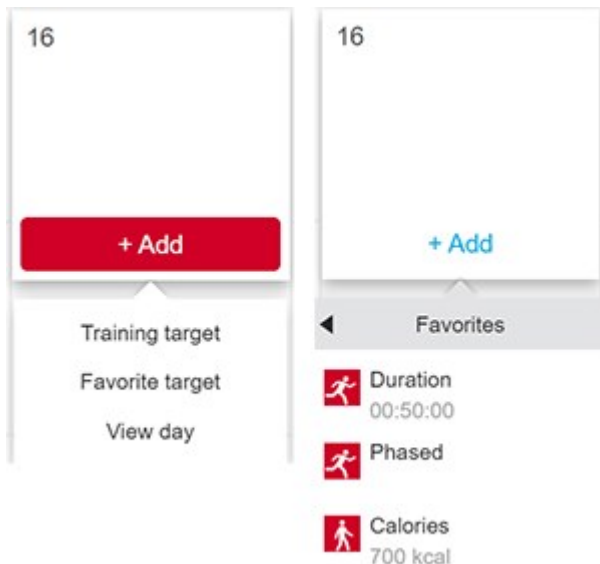 16
+ Add
Training target
Favorite target
View day
16
+ Add
Favorites
Duration
00:50:00
Phased
Calories
700 kcal